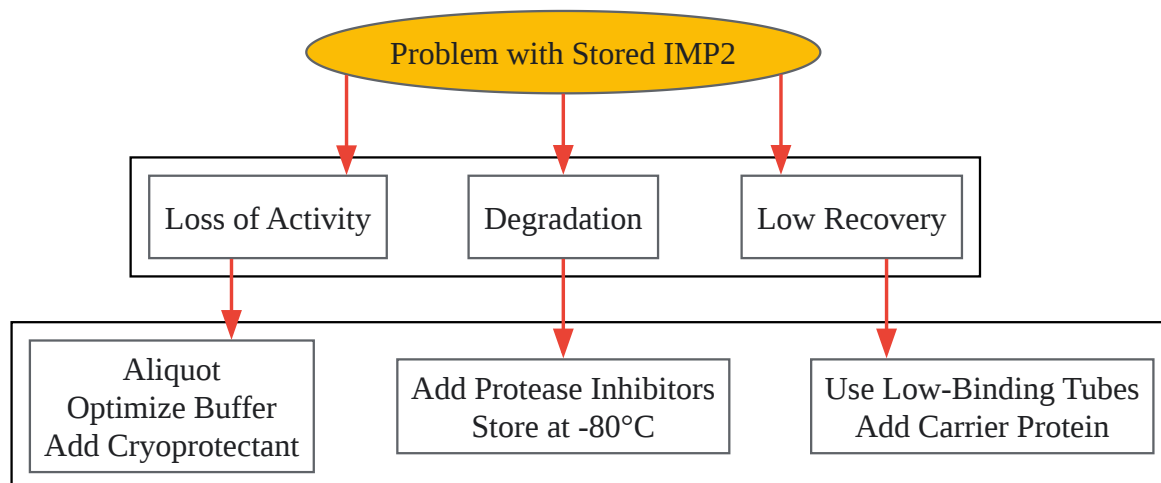 Problem with Stored IMP2
Loss of Activity
Degradation
Low Recovery
Aliquot
Optimize Buffer
Add Cryoprotectant
Add Protease Inhibitors
Store at -80°C
Use Low-Binding Tubes
Add Carrier Protein